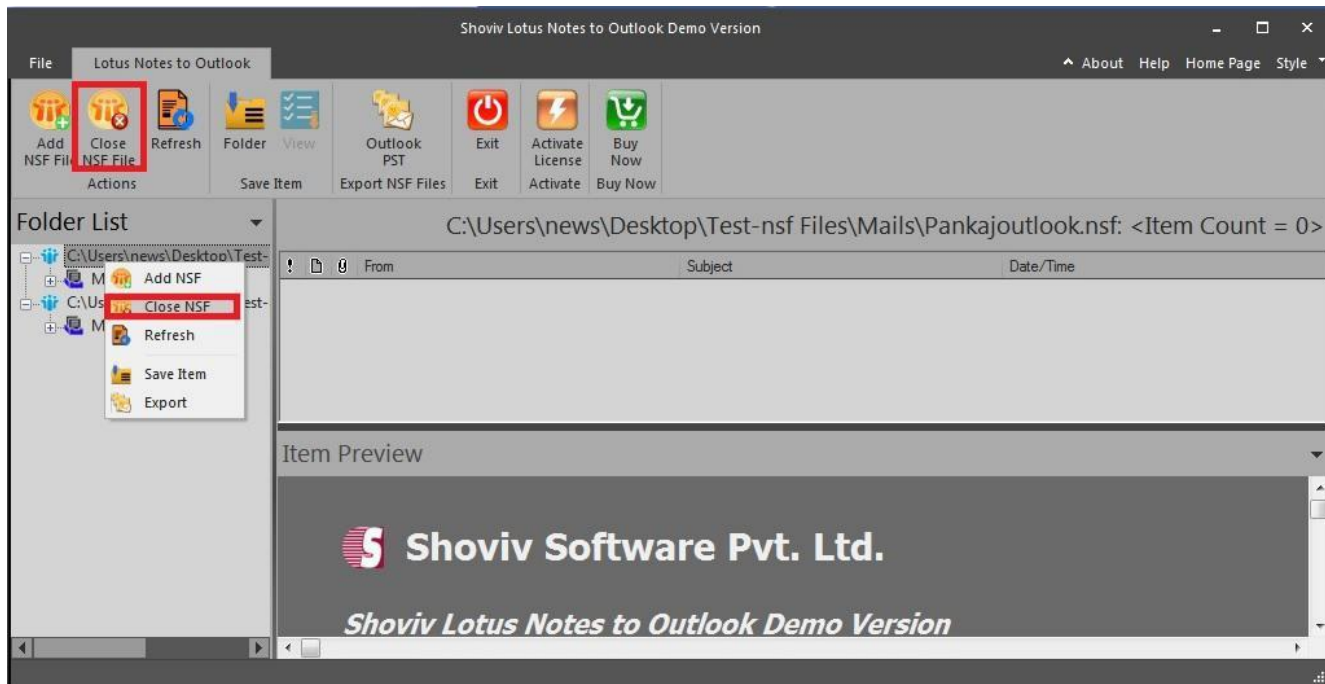 Shoviv Lotus Notes to Outlook Demo Version
File Lotus Notes to Outlook About Help Home Page Style
Add NSF File
Close NSF File
Refresh
Folder
View
Outlook PST
Exit
Activate License
Buy Now
Actions Save Item Export NSF Files Exit Activate Buy Now
Folder List
C:\Users\news\Desktop\Test-nsf Files\Mails\Pankajoutlook.nsf: <Item Count = 0>
C:\Users\news\Desktop\Test-
M
C:\Us
est-
M
Add NSF
Close NSF
Refresh
Save Item
Export
! From Subject Date/Time
Item Preview
S Shoviv Software Pvt. Ltd.
Shoviv Lotus Notes to Outlook Demo Version